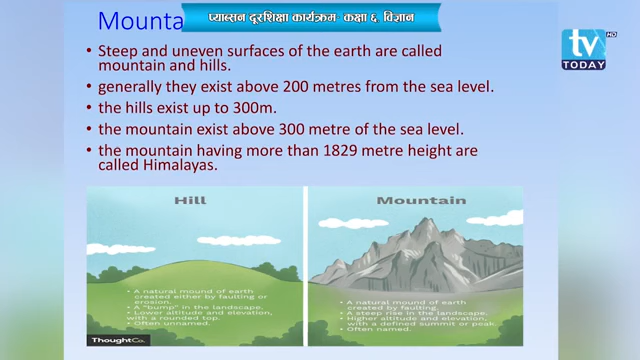 प्याब्सन दूरशिक्षा कार्यक्रम- कक्षा ६, विज्ञान
tv HD
TODAY
Mounta
• Steep and uneven surfaces of the earth are called
mountain and hills.
• generally they exist above 200 metres from the sea level.
• the hills exist up to 300m.
• the mountain exist above 300 metre of the sea level.
• the mountain having more than 1829 metre height are
called Himalayas.
Hill
• A natural mound of earth
created either by faulting or
erosion.
• A "bump" in the landscape.
• Lower altitude and elevation,
with a rounded top.
• Often unnamed.
ThoughtCo.
Mountain
• A natural mound of earth
created by faulting.
• A steep rise in the landscape.
• Higher altitude and elevation,
with a defined summit or peak.
• Often named.